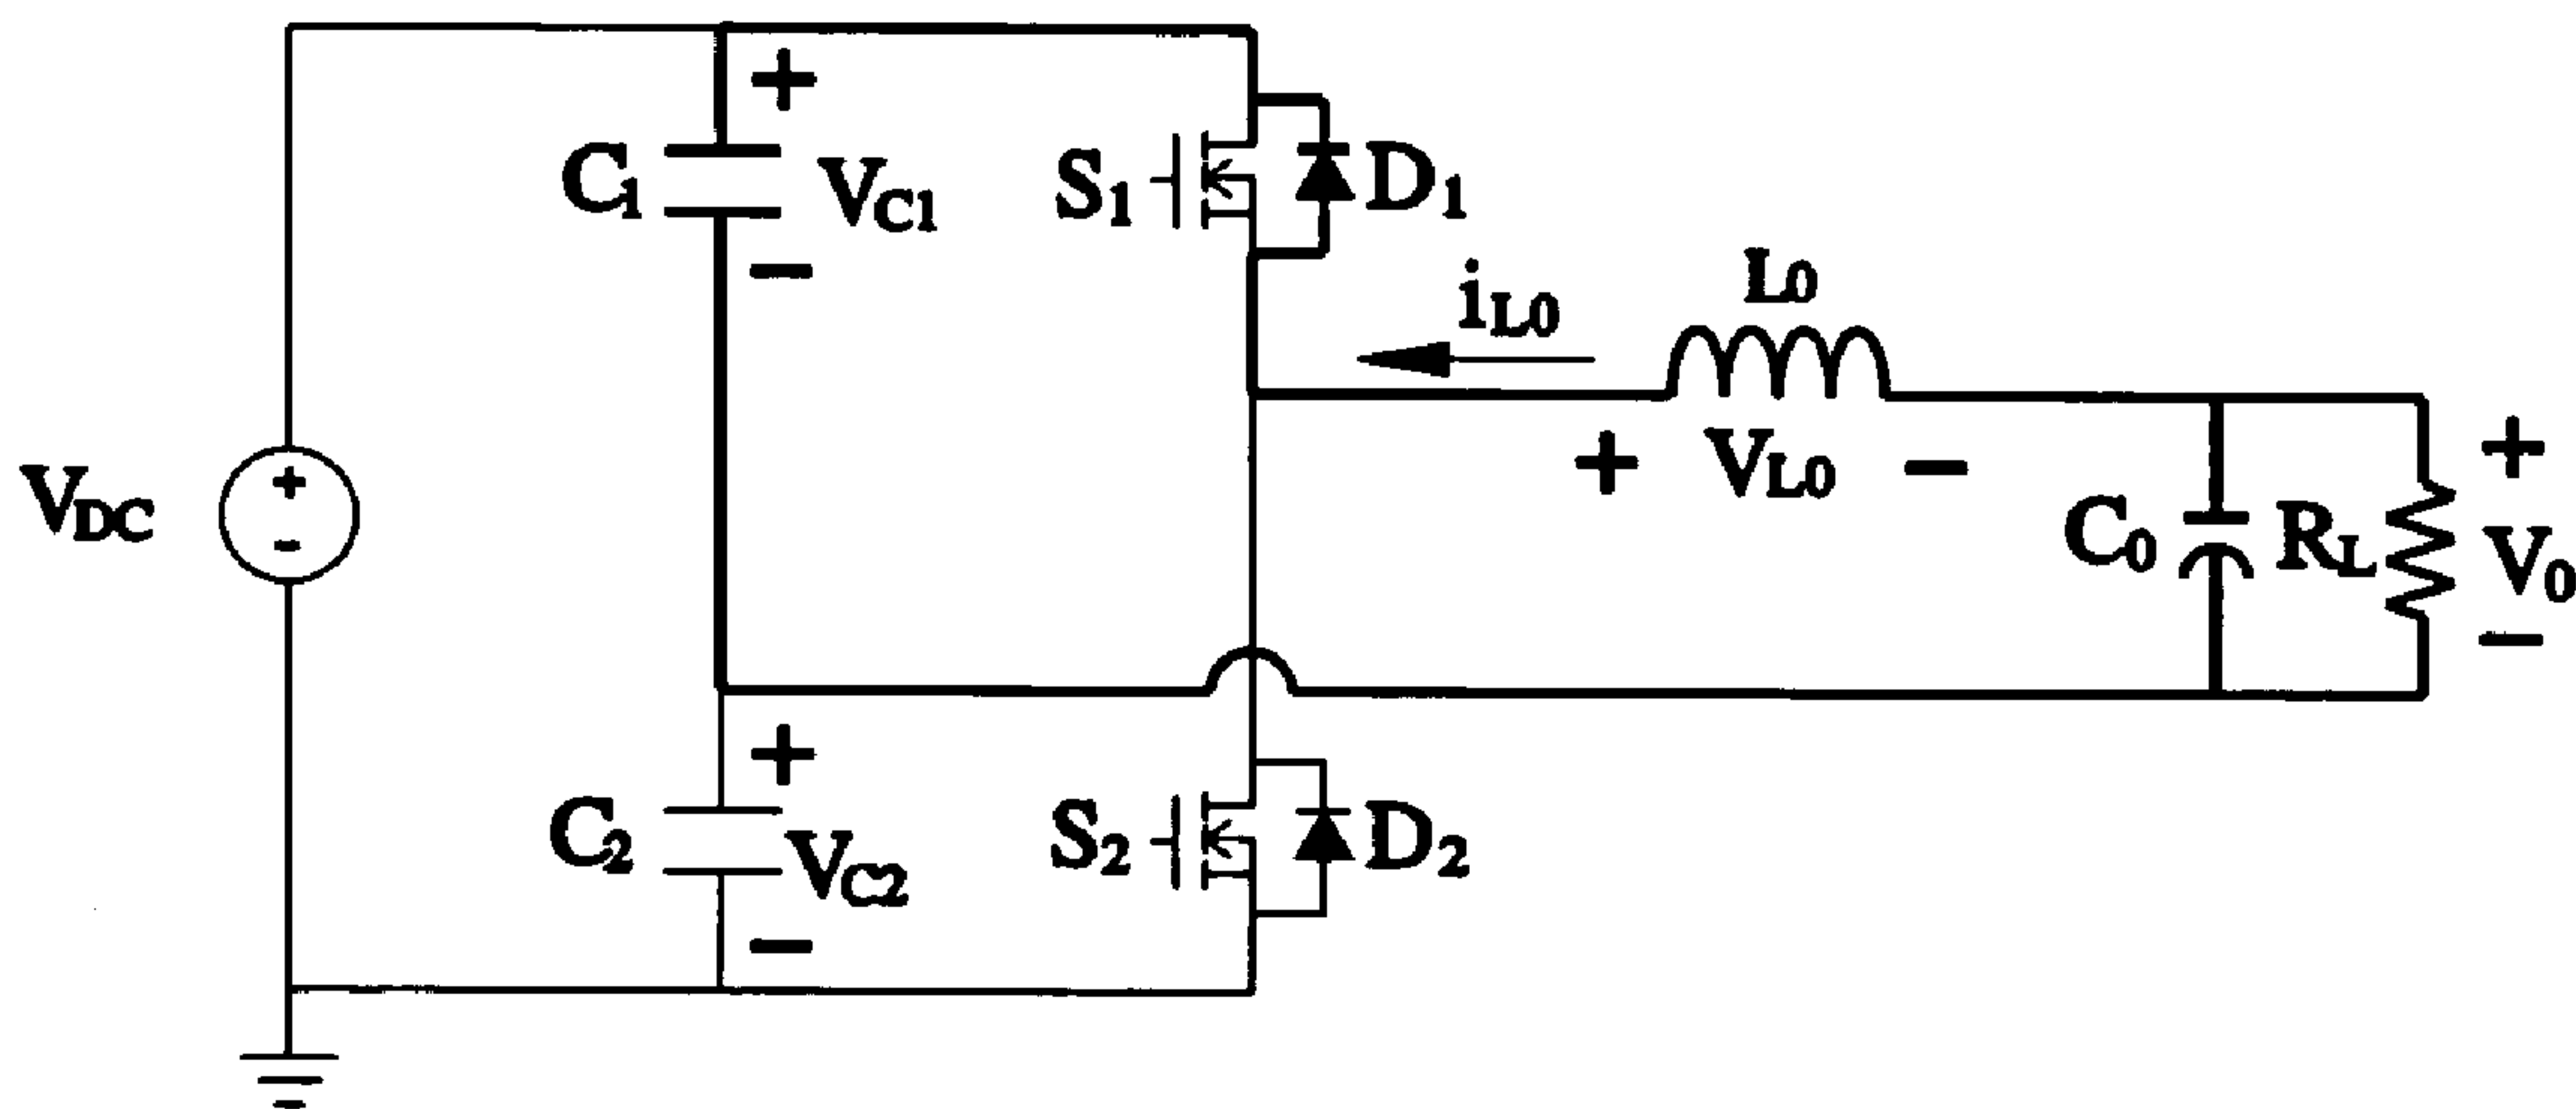 +
C1 VC1
−
S1 D1
iL0
L0
+ VL0 −
VDC
+
-
C0 RL
+
V0
−
+
C2 VC2
−
S2 D2